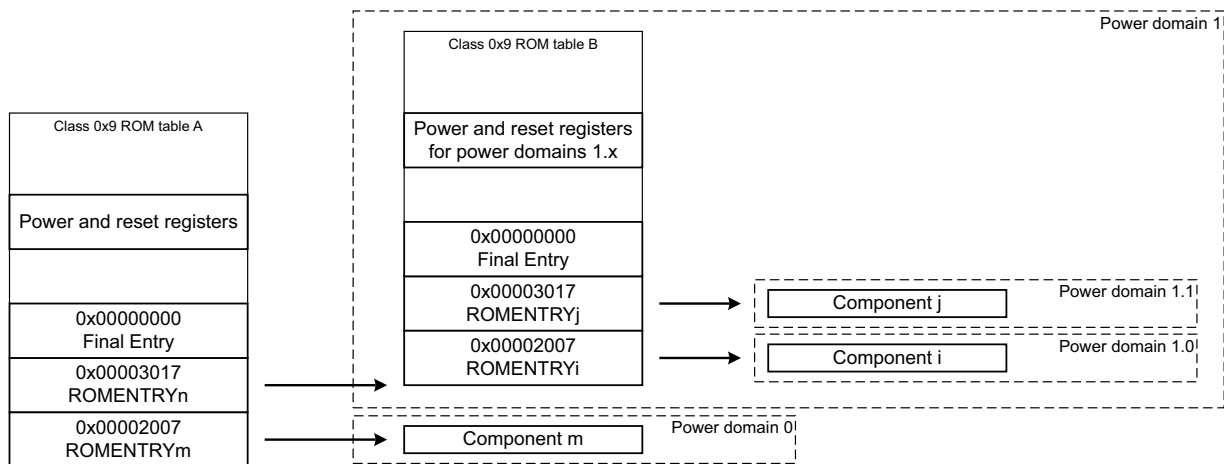 Power domain 1
Class 0x9 ROM table B
Power and reset registers
for power domains 1.x
0x00000000
Final Entry
0x00003017
ROMENTRYj
0x00002007
ROMENTRYi
Component j
Power domain 1.1
Component i
Power domain 1.0
Class 0x9 ROM table A
Power and reset registers
0x00000000
Final Entry
0x00003017
ROMENTRYn
0x00002007
ROMENTRYm
Component m
Power domain 0